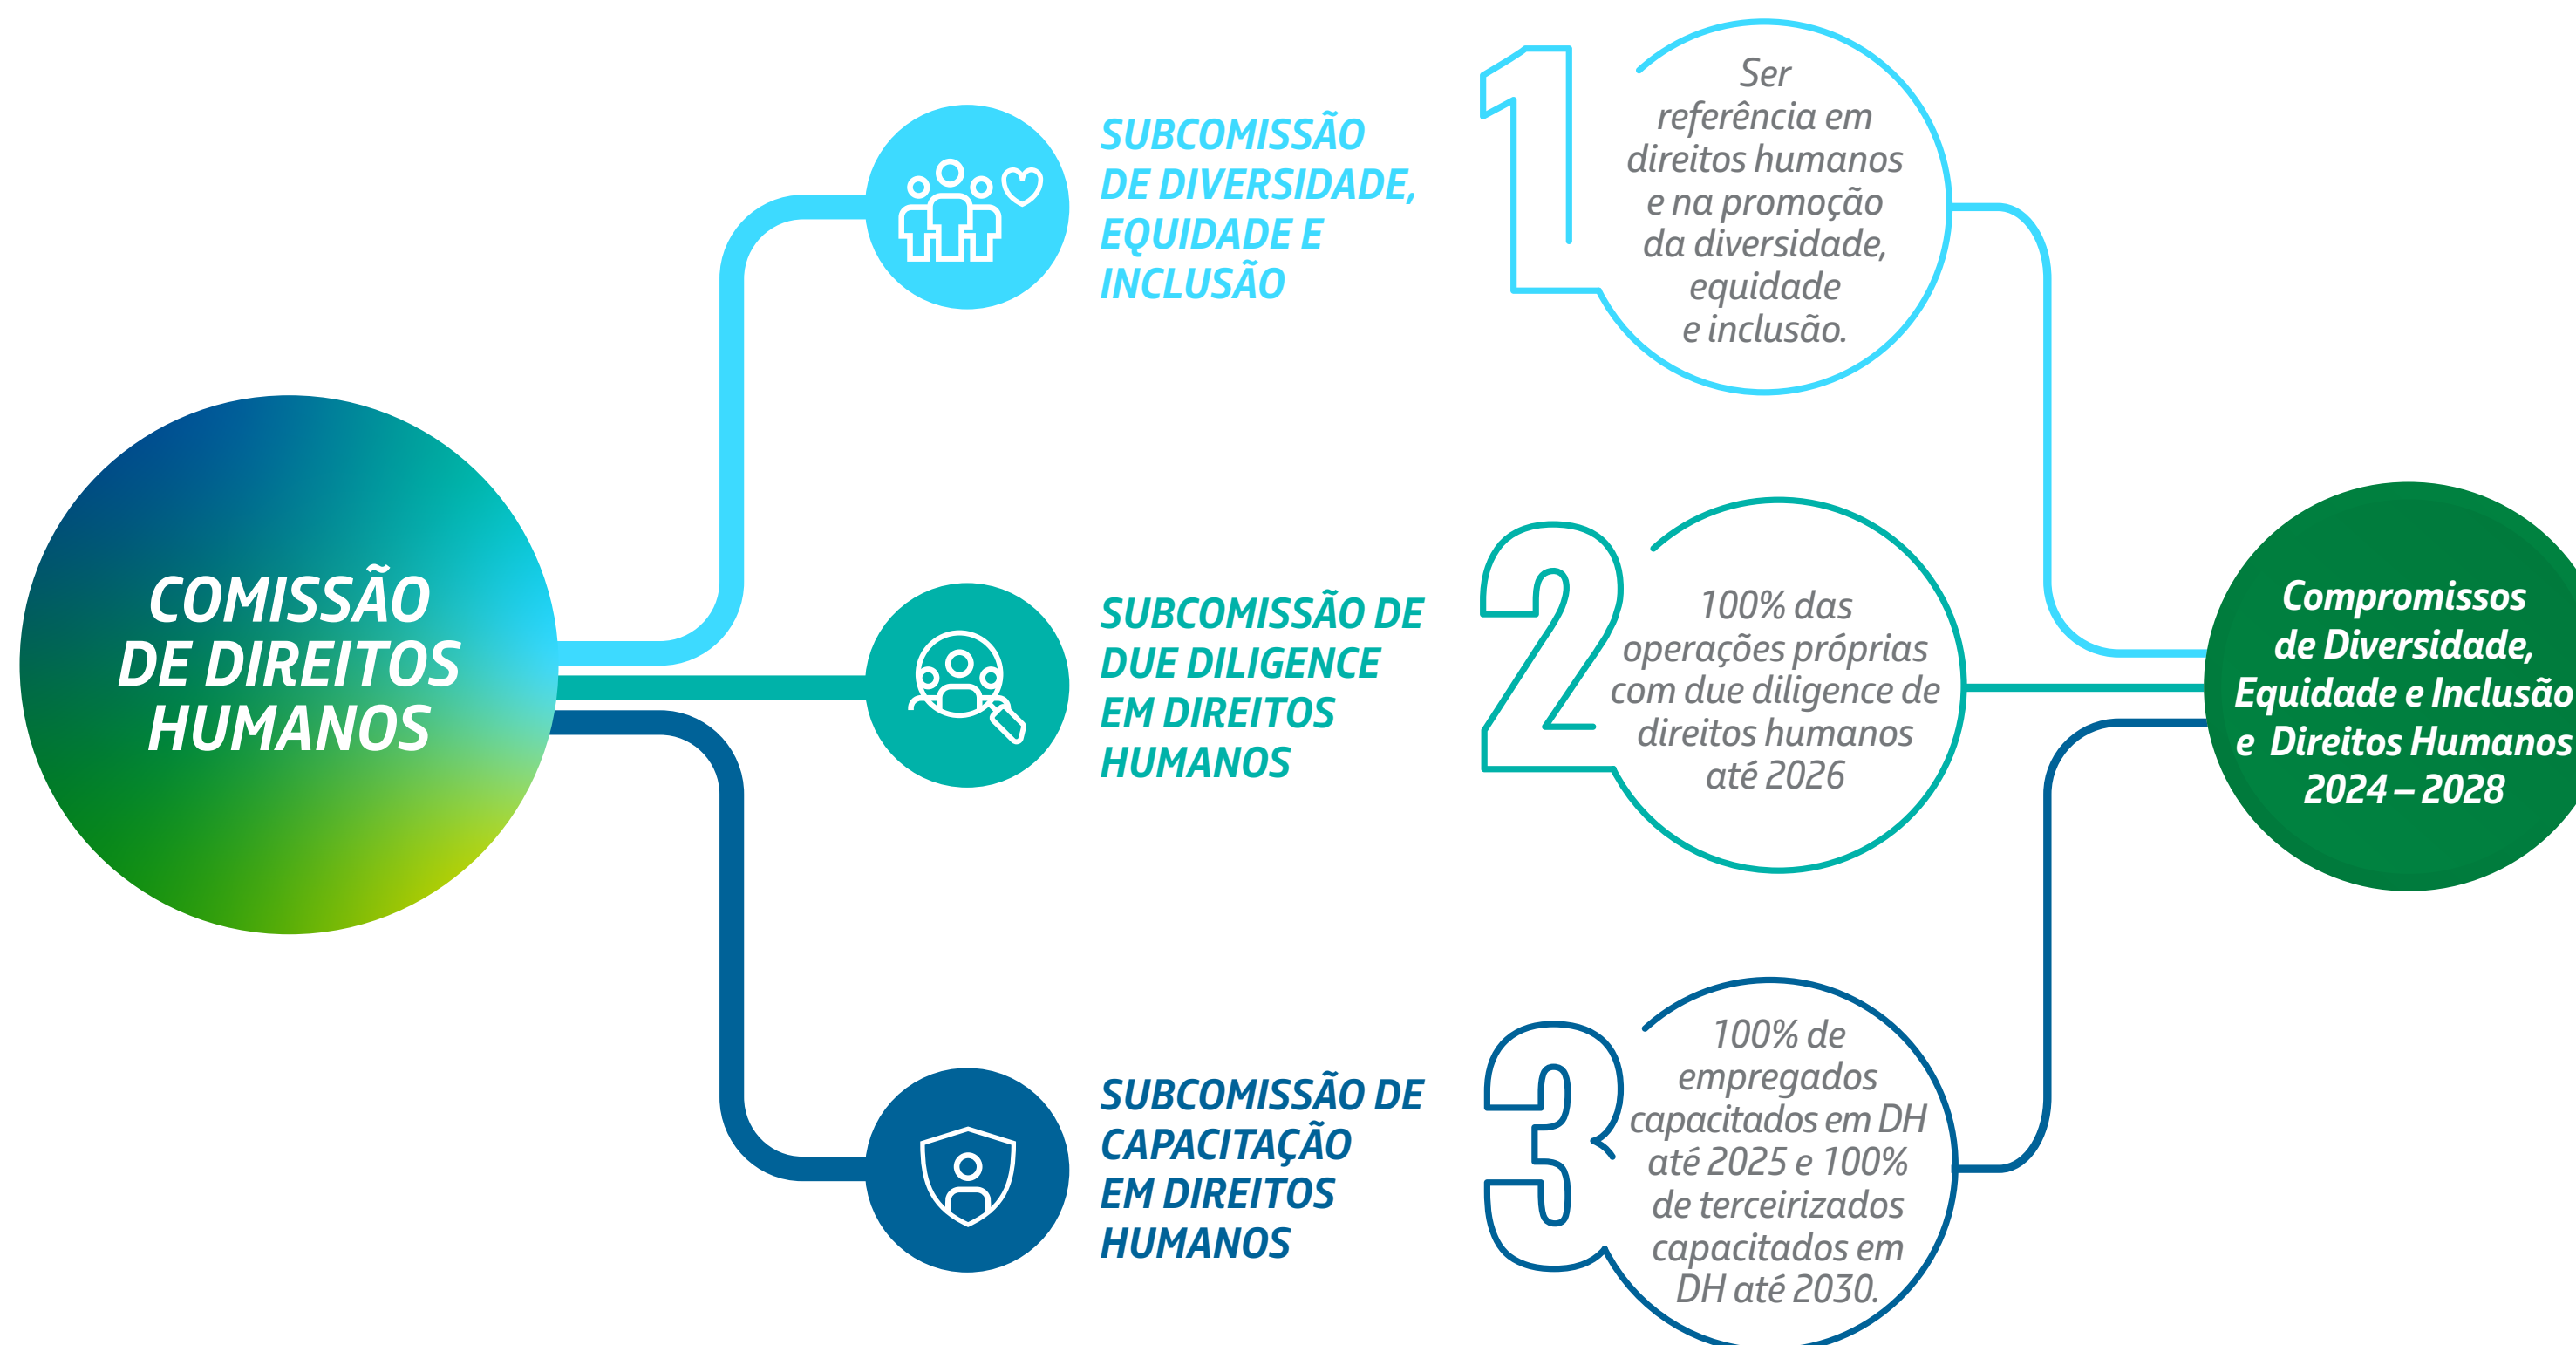 COMISSÃO
DE DIREITOS
HUMANOS
SUBCOMISSÃO
DE DIVERSIDADE,
EQUIDADE E
INCLUSÃO
1
Ser
referência em
direitos humanos
e na promoção
da diversidade,
equidade
e inclusão.
SUBCOMISSÃO DE
DUE DILIGENCE
EM DIREITOS
HUMANOS
2
100% das
operações próprias
com due diligence de
direitos humanos
até 2026
SUBCOMISSÃO DE
CAPACITAÇÃO
EM DIREITOS
HUMANOS
3
100% de
empregados
capacitados em DH
até 2025 e 100%
de terceirizados
capacitados em
DH até 2030.
Compromissos
de Diversidade,
Equidade e Inclusão
e Direitos Humanos
2024 – 2028